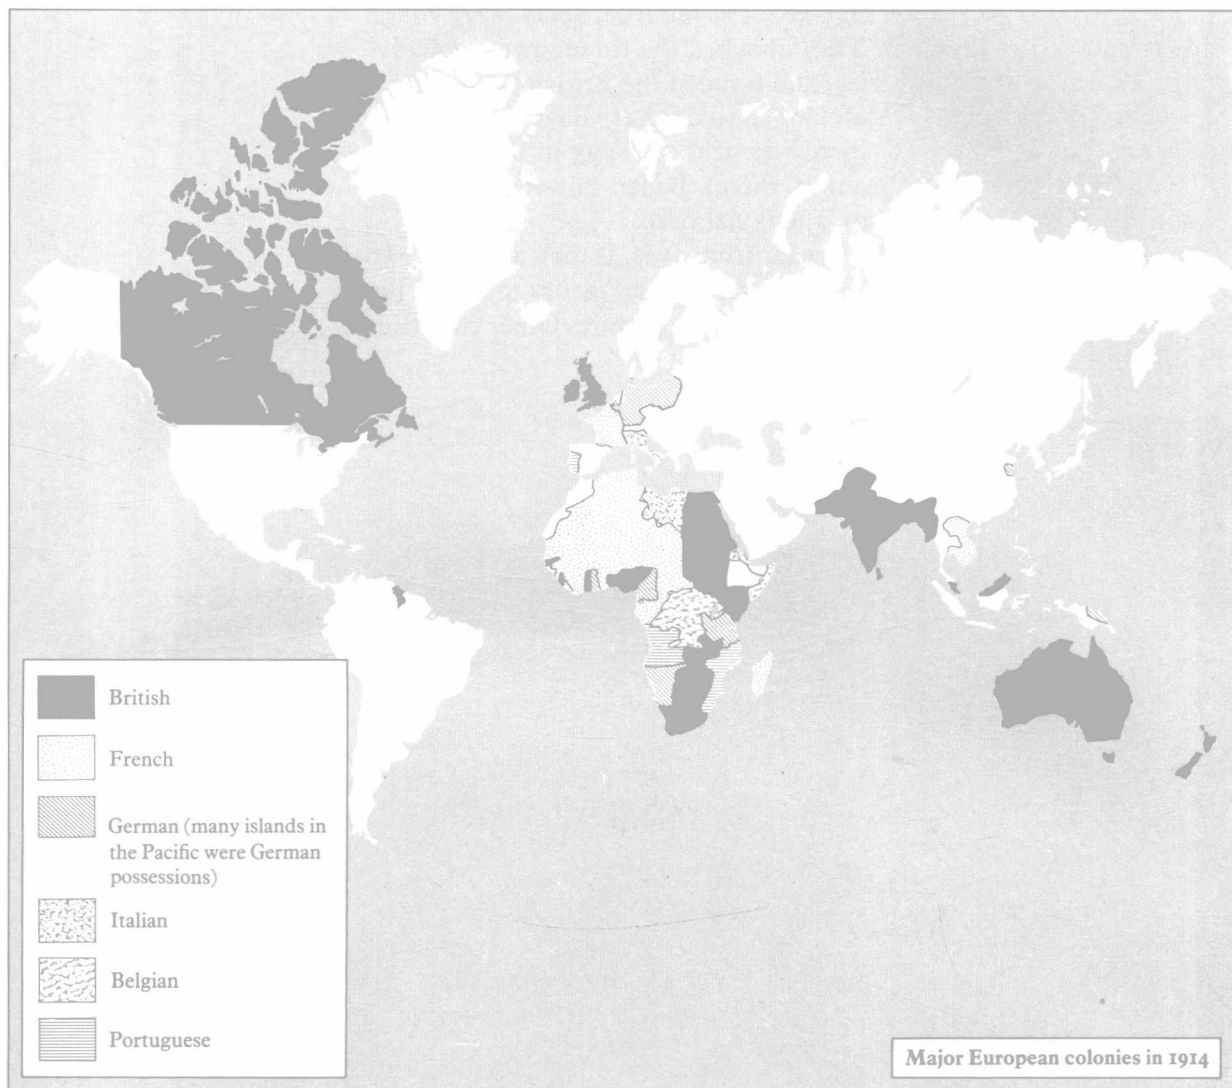 British
French
German (many islands in
the Pacific were German
possessions)
Italian
Belgian
Portuguese
Major European colonies in 1914